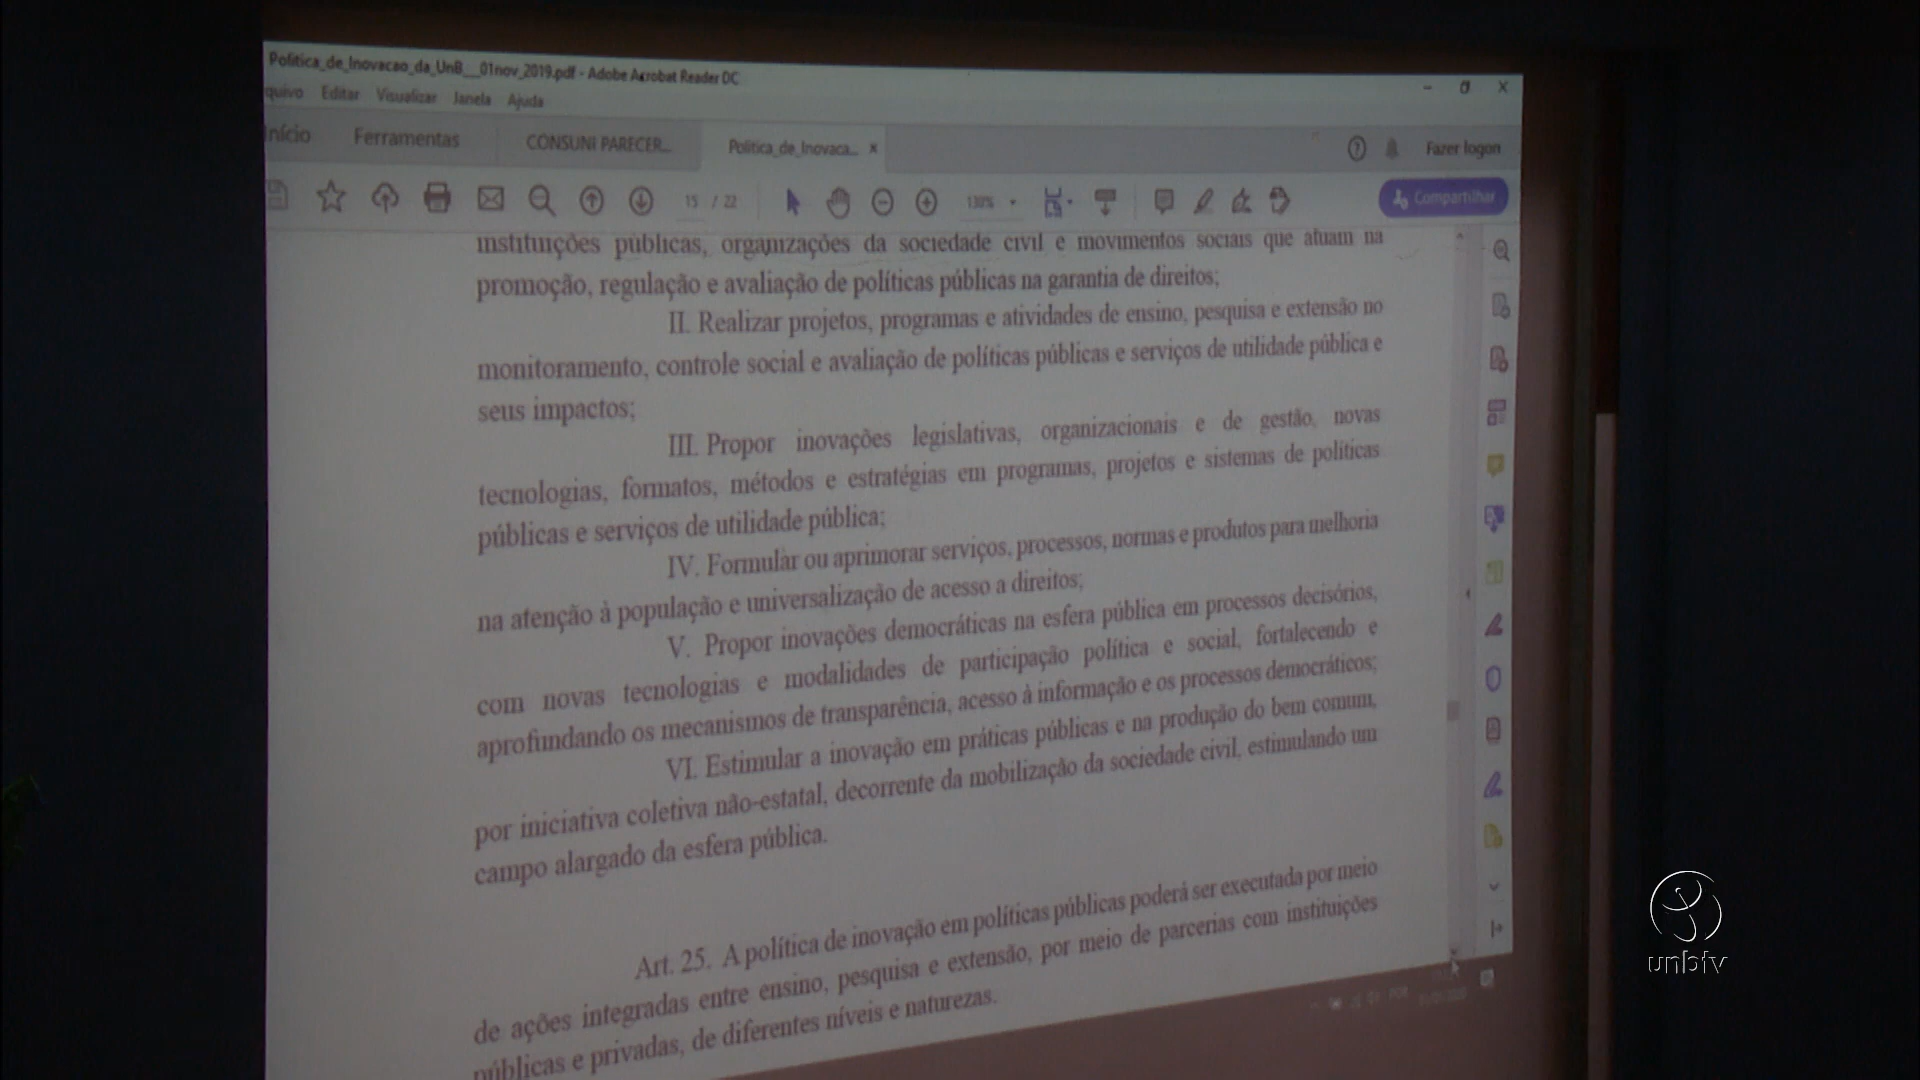 Politica_de_Inovacao_da_UnB__01nov_2019.pdf - Adobe Acrobat Reader DC
quivo Editar Visualizar Janela Ajuda
Início Ferramentas CONSUNI PARECER... Politica_de_Inovaca... × Fazer logon
15 / 22 130% Compartilhar
instituições públicas, organizações da sociedade civil e movimentos sociais que atuam na
promoção, regulação e avaliação de políticas públicas na garantia de direitos;
II. Realizar projetos, programas e atividades de ensino, pesquisa e extensão no
monitoramento, controle social e avaliação de políticas públicas e serviços de utilidade pública e
seus impactos;
III. Propor inovações legislativas, organizacionais e de gestão, novas
tecnologias, formatos, métodos e estratégias em programas, projetos e sistemas de políticas
públicas e serviços de utilidade pública;
IV. Formular ou aprimorar serviços, processos, normas e produtos para melhoria
na atenção à população e universalização de acesso a direitos;
V. Propor inovações democráticas na esfera pública em processos decisórios,
com novas tecnologias e modalidades de participação política e social, fortalecendo e
aprofundando os mecanismos de transparência, acesso à informação e os processos democráticos;
VI. Estimular a inovação em práticas públicas e na produção do bem comum,
por iniciativa coletiva não-estatal, decorrente da mobilização da sociedade civil, estimulando um
campo alargado da esfera pública.
Art. 25. A política de inovação em políticas públicas poderá ser executada por meio
de ações integradas entre ensino, pesquisa e extensão, por meio de parcerias com instituições
públicas e privadas, de diferentes níveis e naturezas.
unbtv